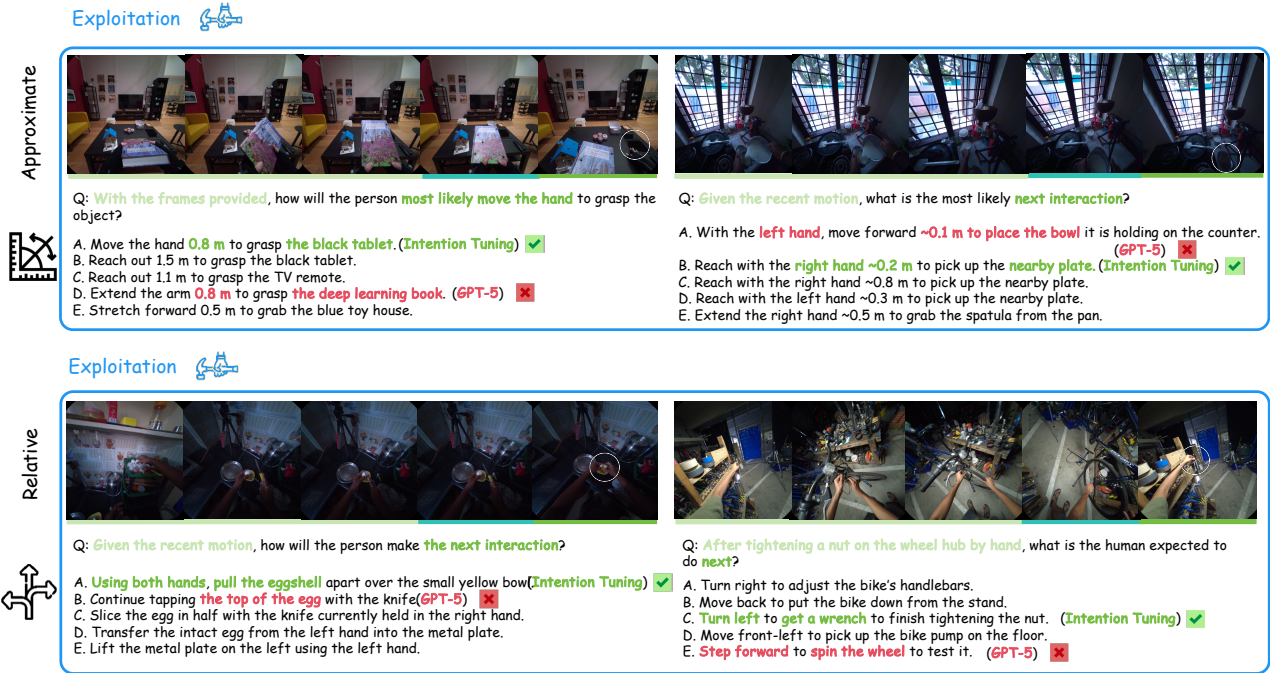 Exploitation
Approximate
Q: With the frames provided, how will the person most likely move the hand to grasp the
object?
A. Move the hand 0.8 m to grasp the black tablet. (Intention Tuning)
B. Reach out 1.5 m to grasp the black tablet.
C. Reach out 1.1 m to grasp the TV remote.
D. Extend the arm 0.8 m to grasp the deep learning book. (GPT-5)
E. Stretch forward 0.5 m to grab the blue toy house.
Q: Given the recent motion, what is the most likely next interaction?
A. With the left hand, move forward ~0.1 m to place the bowl it is holding on the counter.
(GPT-5)
B. Reach with the right hand ~0.2 m to pick up the nearby plate. (Intention Tuning)
C. Reach with the right hand ~0.8 m to pick up the nearby plate.
D. Reach with the left hand ~0.3 m to pick up the nearby plate.
E. Extend the right hand ~0.5 m to grab the spatula from the pan.
Exploitation
Relative
Q: Given the recent motion, how will the person make the next interaction?
A. Using both hands, pull the eggshell apart over the small yellow bowl.(Intention Tuning)
B. Continue tapping the top of the egg with the knife(GPT-5)
C. Slice the egg in half with the knife currently held in the right hand.
D. Transfer the intact egg from the left hand into the metal plate.
E. Lift the metal plate on the left using the left hand.
Q: After tightening a nut on the wheel hub by hand, what is the human expected to
do next?
A. Turn right to adjust the bike's handlebars.
B. Move back to put the bike down from the stand.
C. Turn left to get a wrench to finish tightening the nut. (Intention Tuning)
D. Move front-left to pick up the bike pump on the floor.
E. Step forward to spin the wheel to test it. (GPT-5)